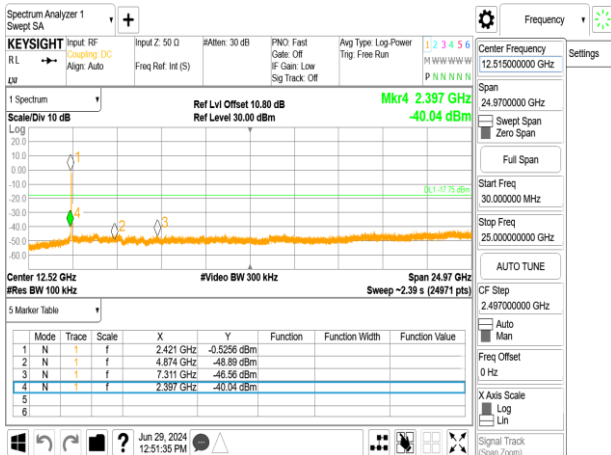 Spectrum Analyzer 1
Swept SA
Frequency
Settings
KEYSIGHT
RL
LXI
Input: RF
Coupling: DC
Align: Auto
Input Z: 50 Ω
Freq Ref: Int (S)
#Atten: 30 dB
PNO: Fast
Gate: Off
IF Gain: Low
Sig Track: Off
Avg Type: Log-Power
Trig: Free Run
1 2 3 4 5 6
M W W W W W
P N N N N N
1 Spectrum
Scale/Div 10 dB
Ref Lvl Offset 10.80 dB
Ref Level 30.00 dBm
Mkr4 2.397 GHz
-40.04 dBm
Log
20.0
10.0
0.00
-10.0
-20.0
-30.0
-40.0
-50.0
-60.0
1
2
3
4
DL1 -17.75 dBm
Center 12.52 GHz
#Res BW 100 kHz
#Video BW 300 kHz
Span 24.97 GHz
Sweep ~2.39 s (24971 pts)
5 Marker Table
Mode Trace Scale X Y Function Function Width Function Value
1 N 1 f 2.421 GHz -0.5256 dBm
2 N 1 f 4.874 GHz -48.89 dBm
3 N 1 f 7.311 GHz -46.56 dBm
4 N 1 f 2.397 GHz -40.04 dBm
5
6
Jun 29, 2024
12:51:35 PM
Center Frequency
12.515000000 GHz
Span
24.9700000 GHz
Swept Span
Zero Span
Full Span
Start Freq
30.000000 MHz
Stop Freq
25.000000000 GHz
AUTO TUNE
CF Step
2.497000000 GHz
Auto
Man
Freq Offset
0 Hz
X Axis Scale
Log
Lin
Signal Track
(Span Zoom)